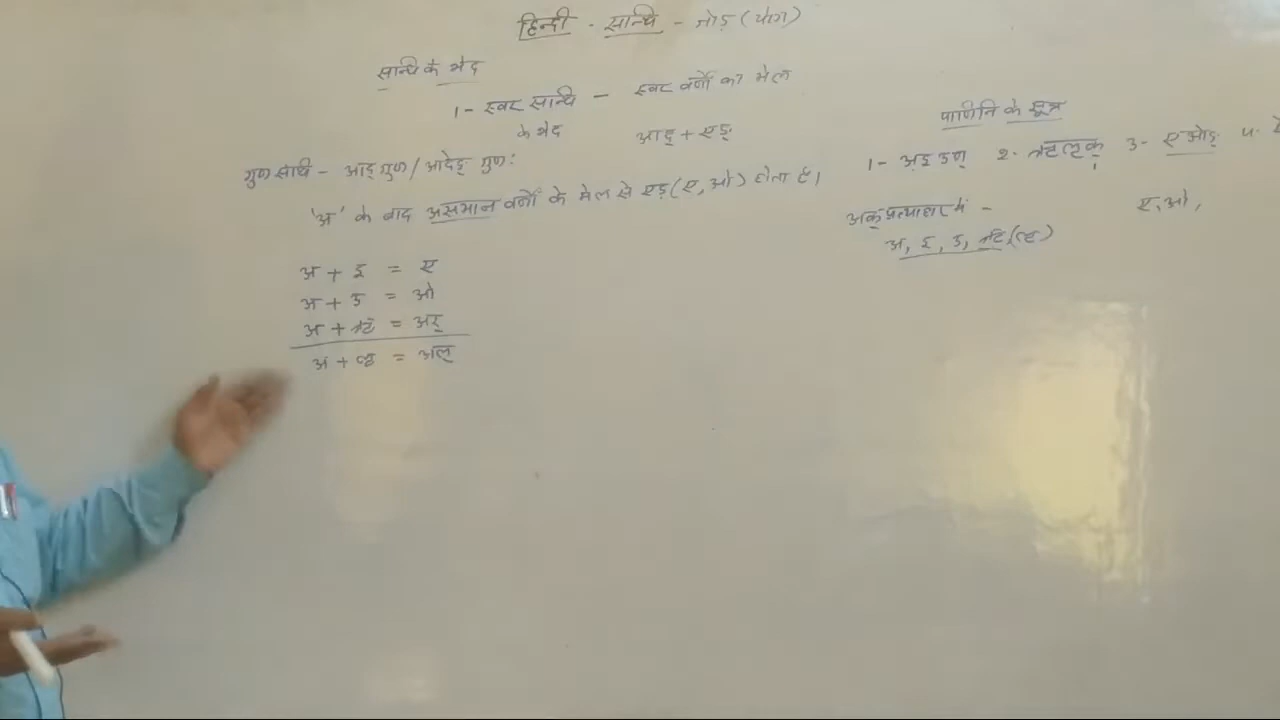 हिन्दी - सन्धि - जोड़ (योग)
सन्धि के भेद
1- स्वर सन्धि - स्वर वर्णों का मेल
के भेद आद् + एङ्
गुण सन्धि - आद् गुण / आदेङ् गुण:
'अ' के बाद असमान वर्णों के मेल से एङ (ए, ओ) होता है।
अ + इ = ए
अ + उ = ओ
अ + ऋ = अर्
अ + लृ = अल्
पाणिनि के सूत्र
1- अइउण् 2- ऋलृक् 3- एओङ् 4-
अक् प्रत्याहार में -
अ, इ, उ, ऋ, (लृ)
ए, ओ,